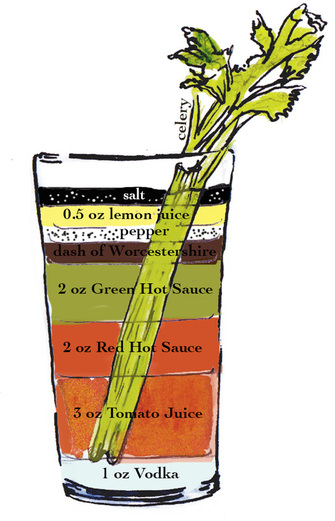 celery
salt
0.5 oz lemon juice
pepper
dash of Worcestershire
2 oz Green Hot Sauce
2 oz Red Hot Sauce
3 oz Tomato Juice
1 oz Vodka